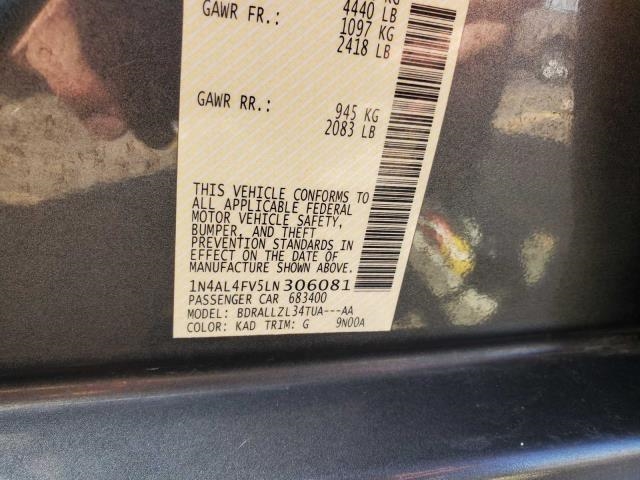 4440 LB
GAWR FR.: 1097 KG
2418 LB
GAWR RR.: 945 KG
2083 LB
THIS VEHICLE CONFORMS TO
ALL APPLICABLE FEDERAL
MOTOR VEHICLE SAFETY,
BUMPER, AND THEFT
PREVENTION STANDARDS IN
EFFECT ON THE DATE OF
MANUFACTURE SHOWN ABOVE.
1N4AL4FV5LN306081
PASSENGER CAR 683400
MODEL: BDRALLZL34TUA---AA
COLOR: KAD TRIM: G 9N00A